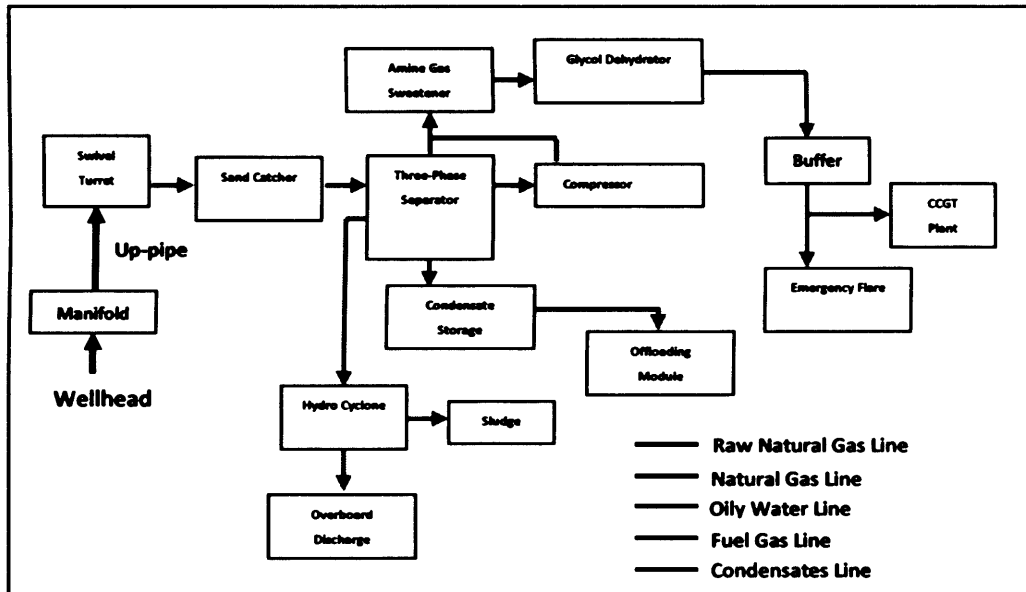 Amine Gas
Sweetener
Glycol Dehydrator
Swivel
Turret
Sand Catcher
Three-Phase
Separator
Compressor
Buffer
CCGT
Plant
Up-pipe
Manifold
Emergency Flare
Condensate
Storage
Offloading
Module
Wellhead
Hydro Cyclone
Sludge
Overboard
Discharge
Raw Natural Gas Line
Natural Gas Line
Oily Water Line
Fuel Gas Line
Condensates Line